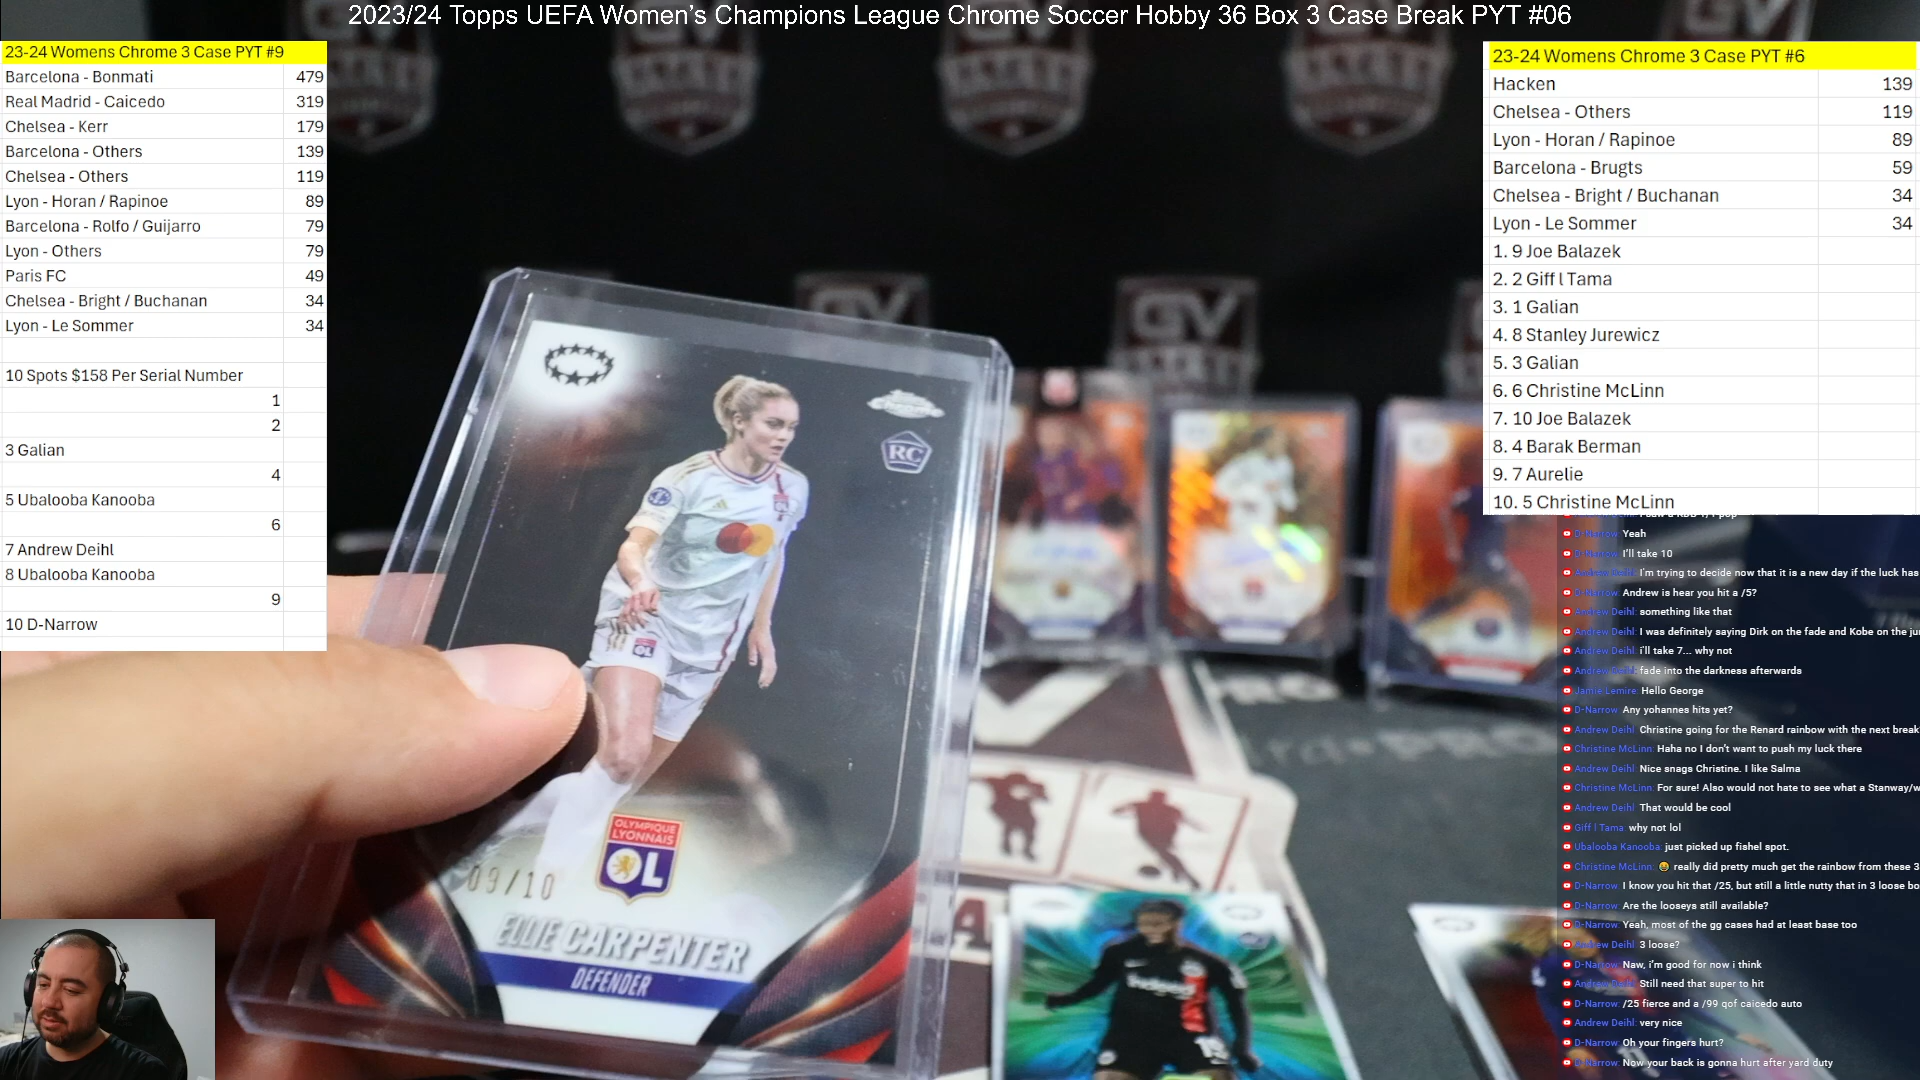 2023/24 Topps UEFA Women's Champions League Chrome Soccer Hobby 36 Box 3 Case Break PYT #06
23-24 Womens Chrome 3 Case PYT #9
Barcelona - Bonmati 479
Real Madrid - Caicedo 319
Chelsea - Kerr 179
Barcelona - Others 139
Chelsea - Others 119
Lyon - Horan / Rapinoe 89
Barcelona - Rolfo / Guijarro 79
Lyon - Others 79
Paris FC 49
Chelsea - Bright / Buchanan 34
Lyon - Le Sommer 34
10 Spots $158 Per Serial Number
1
2
3 Galian
4
5 Ubalooba Kanooba
6
7 Andrew Deihl
8 Ubalooba Kanooba
9
10 D-Narrow
23-24 Womens Chrome 3 Case PYT #6
Hacken 139
Chelsea - Others 119
Lyon - Horan / Rapinoe 89
Barcelona - Brugts 59
Chelsea - Bright / Buchanan 34
Lyon - Le Sommer 34
1. 9 Joe Balazek
2. 2 Giff l Tama
3. 1 Galian
4. 8 Stanley Jurewicz
5. 3 Galian
6. 6 Christine McLinn
7. 10 Joe Balazek
8. 4 Barak Berman
9. 7 Aurelie
10. 5 Christine McLinn
D-Narrow: Yeah
D-Narrow: I'll take 10
Andrew Deihl: I'm trying to decide now that it is a new day if the luck has
D-Narrow: Andrew is hear you hit a /5?
Andrew Deihl: something like that
Andrew Deihl: I was definitely saying Dirk on the fade and Kobe on the ju
Andrew Deihl: i'll take 7... why not
Andrew Deihl: fade into the darkness afterwards
Jamie Lemire: Hello George
D-Narrow: Any yohannes hits yet?
Andrew Deihl: Christine going for the Renard rainbow with the next break
Christine McLinn: Haha no I don't want to push my luck there
Andrew Deihl: Nice snags Christine. I like Salma
Christine McLinn: For sure! Also would not hate to see what a Stanway/w
Andrew Deihl: That would be cool
Giff l Tama: why not lol
Ubalooba Kanooba: just picked up fishel spot.
Christine McLinn: 😅 really did pretty much get the rainbow from these 3
D-Narrow: I know you hit that /25, but still a little nutty that in 3 loose bo
D-Narrow: Are the looseys still available?
D-Narrow: Yeah, most of the gg cases had at least base too
Andrew Deihl: 3 loose?
D-Narrow: Naw, i'm good for now i think
Andrew Deihl: Still need that super to hit
D-Narrow: /25 fierce and a /99 qof caicedo auto
Andrew Deihl: very nice
D-Narrow: Oh your fingers hurt?
D-Narrow: Now your back is gonna hurt after yard duty
RC
OL
OLYMPIQUE
LYONNAIS
OL
09/10
ELLIE CARPENTER
DEFENDER
GV